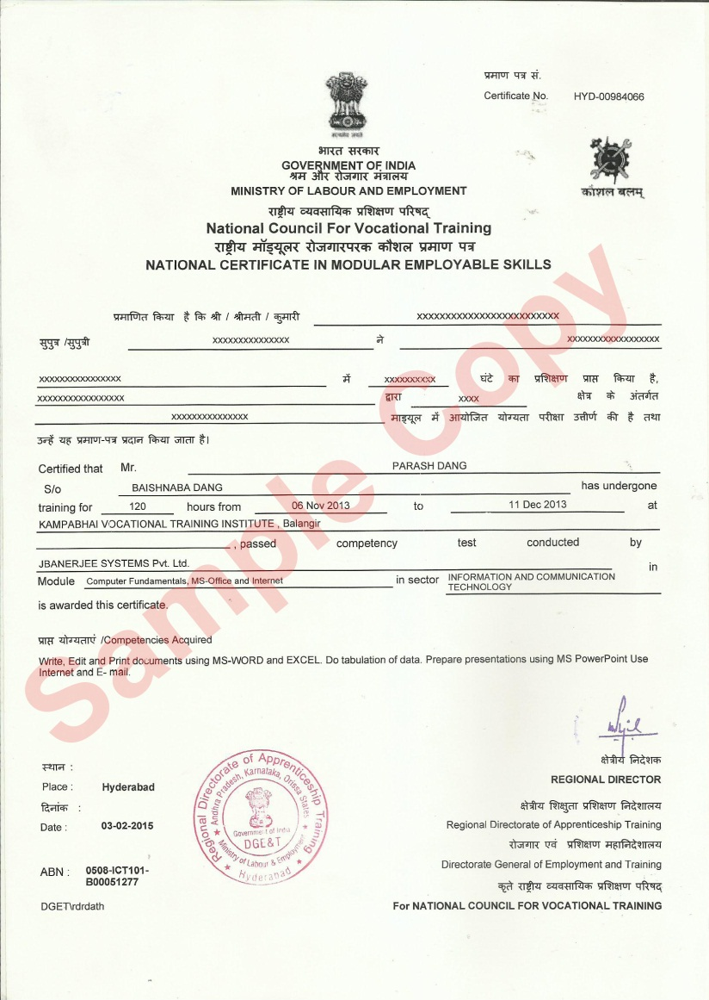 प्रमाण पत्र सं.
Certificate No. HYD-00984066
सत्यमेव जयते
भारत सरकार
GOVERNMENT OF INDIA
श्रम और रोजगार मंत्रालय
MINISTRY OF LABOUR AND EMPLOYMENT
कौशल बलम्
राष्ट्रीय व्यवसायिक प्रशिक्षण परिषद्
National Council For Vocational Training
राष्ट्रीय मॉड्यूलर रोजगारपरक कौशल प्रमाण पत्र
NATIONAL CERTIFICATE IN MODULAR EMPLOYABLE SKILLS
प्रमाणित किया है कि श्री / श्रीमती / कुमारी xxxxxxxxxxxxxxxxxxxxxxxxxx
सुपुत्र /सुपुत्री xxxxxxxxxxxxxxx ने xxxxxxxxxxxxxxxxxx
xxxxxxxxxxxxxxxx में xxxxxxxxxx घंटे का प्रशिक्षण प्राप्त किया है,
xxxxxxxxxxxxxxxxx द्वारा xxxx क्षेत्र के अंतर्गत
xxxxxxxxxxxxxxx माड्यूल में आयोजित योग्यता परीक्षा उत्तीर्ण की है तथा
उन्हें यह प्रमाण-पत्र प्रदान किया जाता है।
Certified that Mr. PARASH DANG
S/o BAISHNABA DANG has undergone
training for 120 hours from 06 Nov 2013 to 11 Dec 2013 at
KAMPABHAI VOCATIONAL TRAINING INSTITUTE , Balangir
, passed competency test conducted by
JBANERJEE SYSTEMS Pvt. Ltd. in
Module Computer Fundamentals, MS-Office and Internet in sector INFORMATION AND COMMUNICATION
TECHNOLOGY
is awarded this certificate.
प्राप्त योग्यताएं /Competencies Acquired
Write, Edit and Print documents using MS-WORD and EXCEL. Do tabulation of data. Prepare presentations using MS PowerPoint Use
Internet and E- mail.
Sample Copy
क्षेत्रीय निदेशक
REGIONAL DIRECTOR
क्षेत्रीय शिक्षुता प्रशिक्षण निदेशालय
Regional Directorate of Apprenticeship Training
रोजगार एवं प्रशिक्षण महानिदेशालय
Directorate General of Employment and Training
कृते राष्ट्रीय व्यवसायिक प्रशिक्षण परिषद्
For NATIONAL COUNCIL FOR VOCATIONAL TRAINING
स्थान :
Place : Hyderabad
दिनांक :
Date : 03-02-2015
ABN : 0508-ICT101-
B00051277
DGET\rdrdath
Regional Directorate of Apprenticeship Training
Andhra Pradesh, Karnataka, Orissa States
Government of India
DGE&T
Ministry of Labour & Employment
Hyderabad